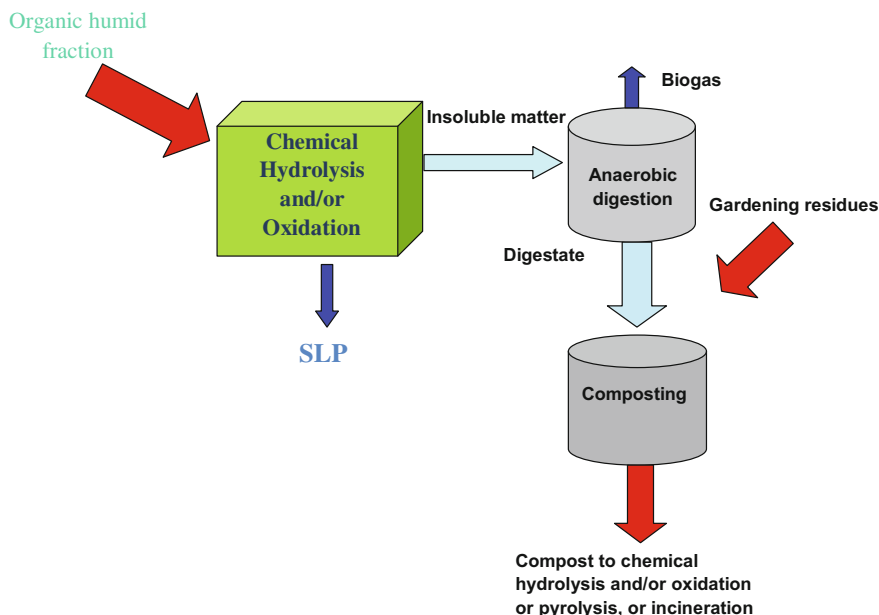 Organic humid
fraction
Chemical
Hydrolysis
and/or
Oxidation
SLP
Insoluble matter
Biogas
Anaerobic
digestion
Gardening residues
Digestate
Composting
Compost to chemical
hydrolysis and/or oxidation
or pyrolysis, or incineration